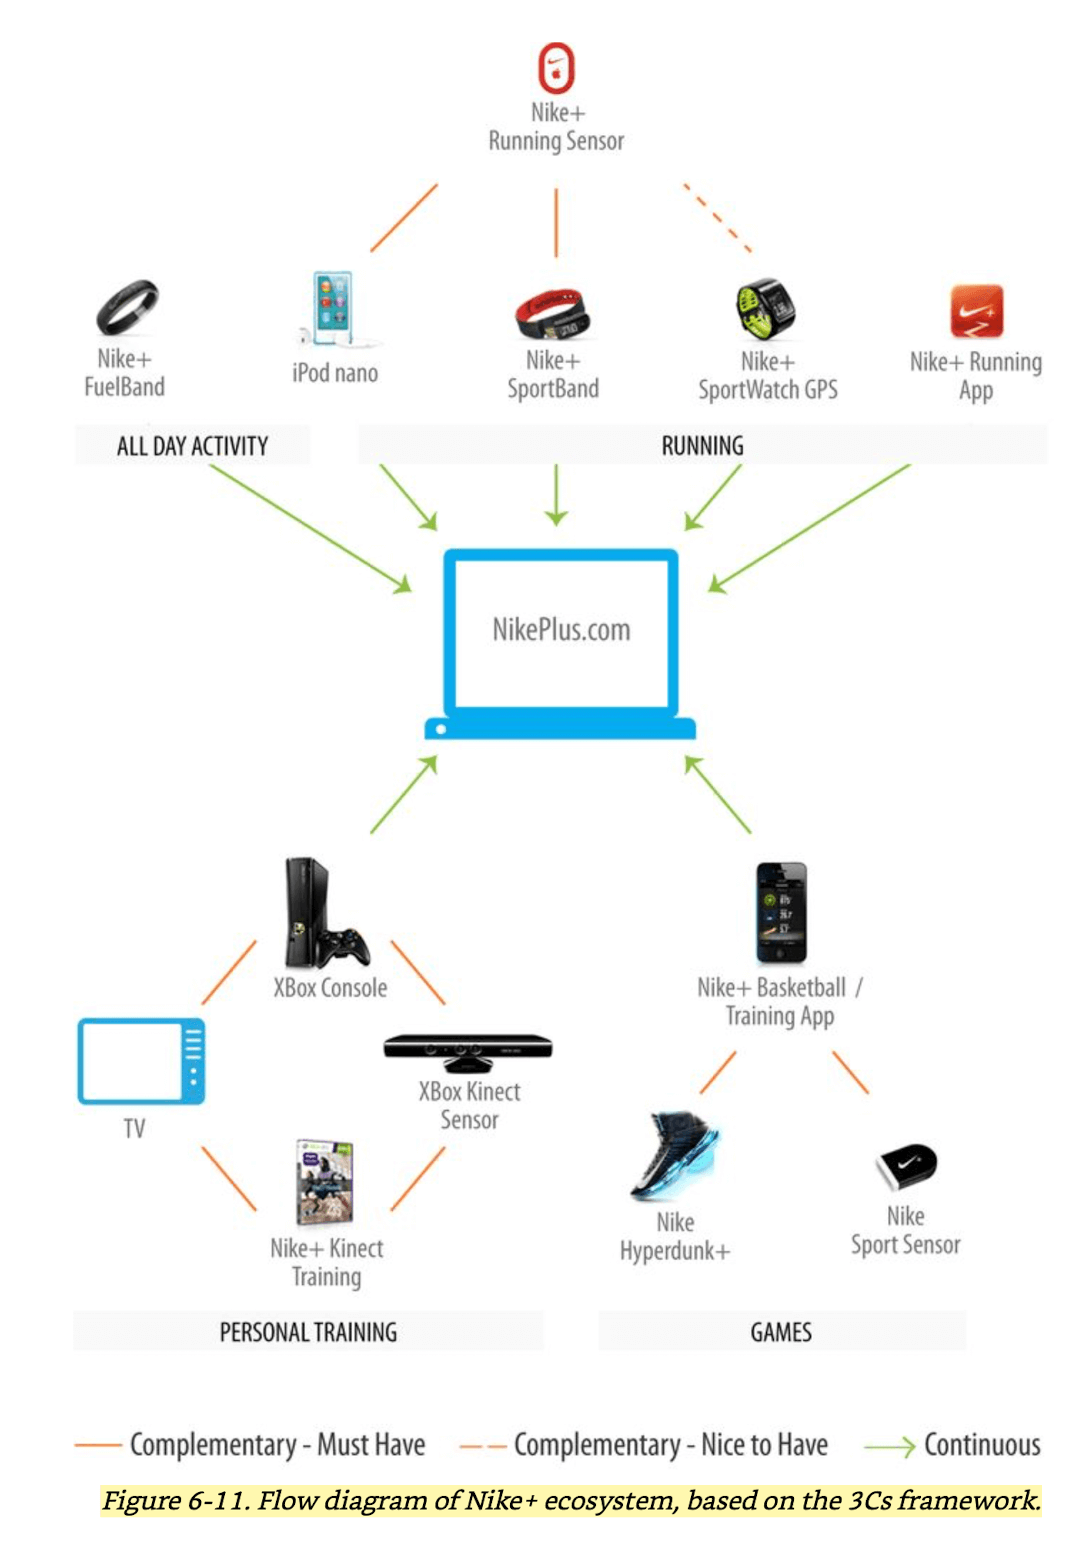 Nike+
Running Sensor
Nike+
FuelBand
iPod nano
Nike+
SportBand
Nike+
SportWatch GPS
Nike+ Running
App
ALL DAY ACTIVITY
RUNNING
NikePlus.com
XBox Console
TV
XBox Kinect
Sensor
Nike+ Kinect
Training
Nike+ Basketball /
Training App
Nike
Hyperdunk+
Nike
Sport Sensor
PERSONAL TRAINING
GAMES
Complementary - Must Have
Complementary - Nice to Have
Continuous
Figure 6-11. Flow diagram of Nike+ ecosystem, based on the 3Cs framework.